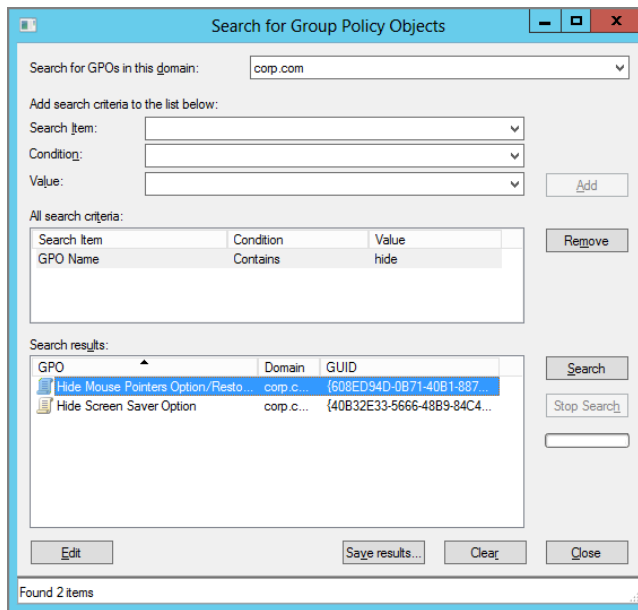 Search for Group Policy Objects
Search for GPOs in this domain: corp.com
Add search criteria to the list below:
Search Item:
Condition:
Value:
Add
All search criteria:
Search Item Condition Value
GPO Name Contains hide
Remove
Search results:
GPO Domain GUID
Hide Mouse Pointers Option/Resto... corp.c... {608ED94D-0B71-40B1-887...
Hide Screen Saver Option corp.c... {40B32E33-5666-48B9-84C4...
Search
Stop Search
Edit Save results... Clear Close
Found 2 items